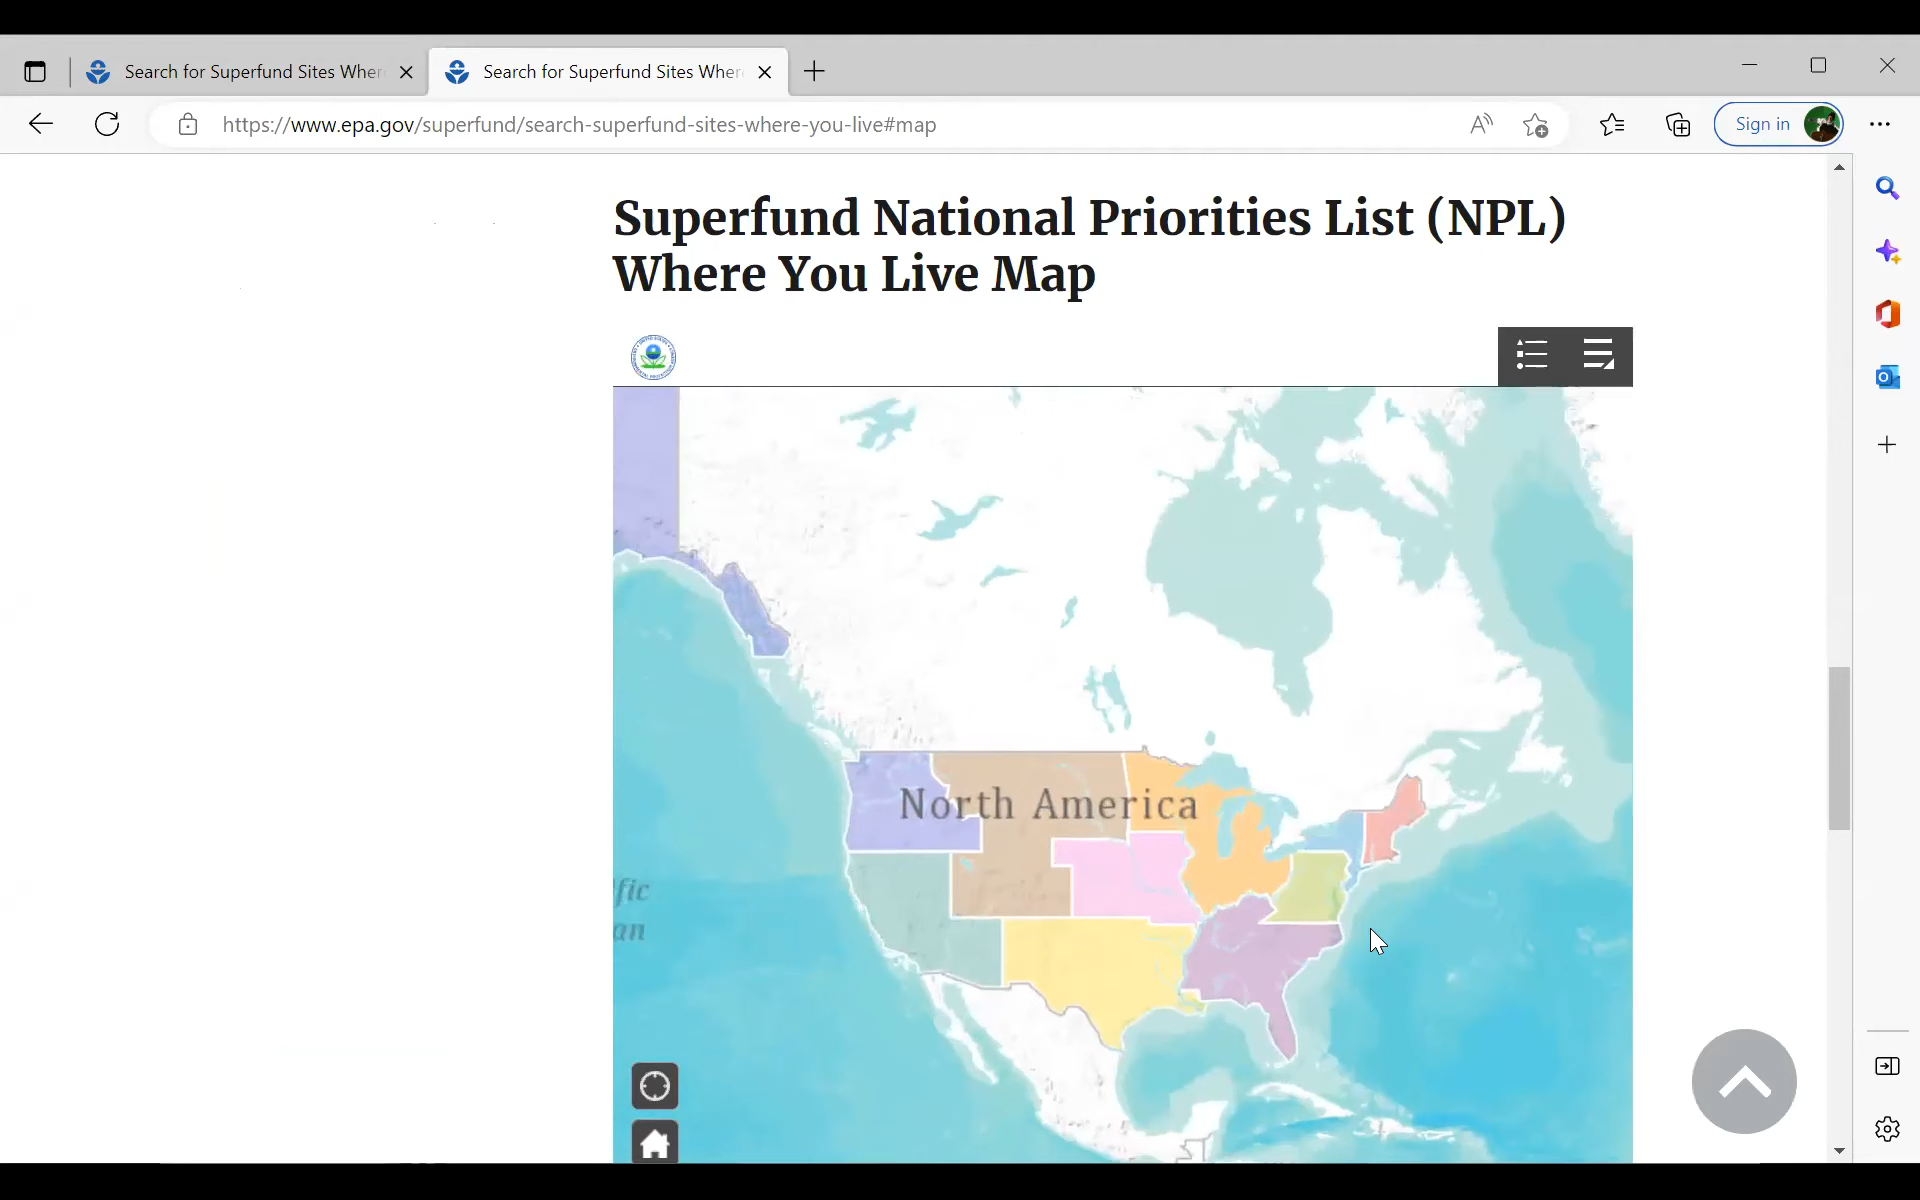 Search for Superfund Sites Wher
Search for Superfund Sites Wher
https://www.epa.gov/superfund/search-superfund-sites-where-you-live#map
Sign in
Superfund National Priorities List (NPL)
Where You Live Map
North America
fic
an